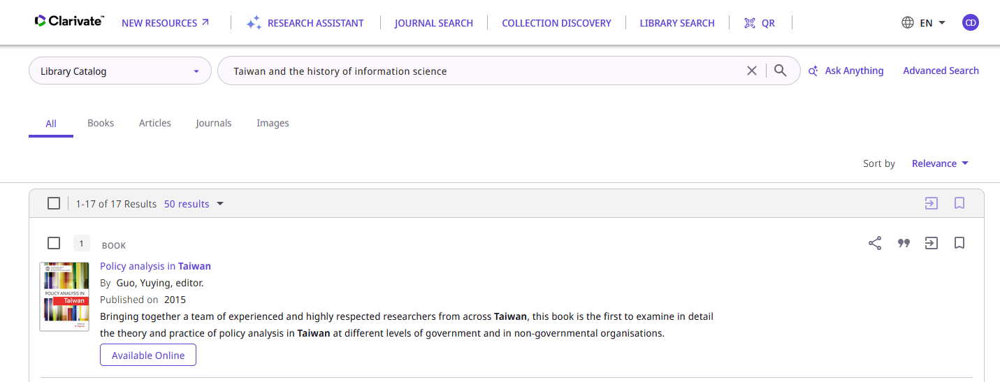 Clarivate™
NEW RESOURCES
RESEARCH ASSISTANT
JOURNAL SEARCH
COLLECTION DISCOVERY
LIBRARY SEARCH
QR
EN
CD
Library Catalog
Taiwan and the history of information science
Ask Anything
Advanced Search
All
Books
Articles
Journals
Images
Sort by
Relevance
1-17 of 17 Results
50 results
1
BOOK
POLICY ANALYSIS IN
Taiwan
Policy analysis in Taiwan
By Guo, Yuying, editor.
Published on 2015
Bringing together a team of experienced and highly respected researchers from across Taiwan, this book is the first to examine in detail
the theory and practice of policy analysis in Taiwan at different levels of government and in non-governmental organisations.
Available Online